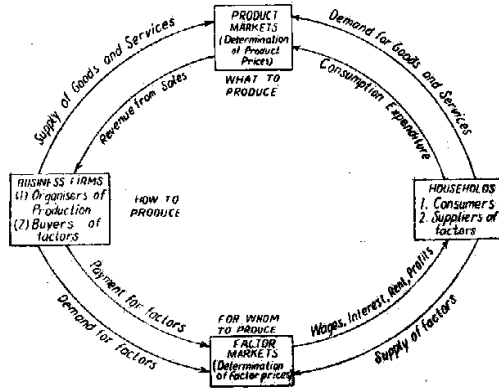 PRODUCT
MARKETS
(Determination
of Product
Prices)
WHAT TO
PRODUCE
Supply of Goods and Services
Revenue from Sales
Demand for Goods and Services
Consumption Expenditure
BUSINESS FIRMS
(1) Organisers of
Production
(2) Buyers of
factors
HOW TO
PRODUCE
HOUSEHOLDS
1. Consumers
2. Suppliers of
factors
Payment for factors
Demand for factors
FOR WHOM
TO PRODUCE
FACTOR
MARKETS
(Determination
of factor prices)
Wages, Interest, Rent, Profits
Supply of factors